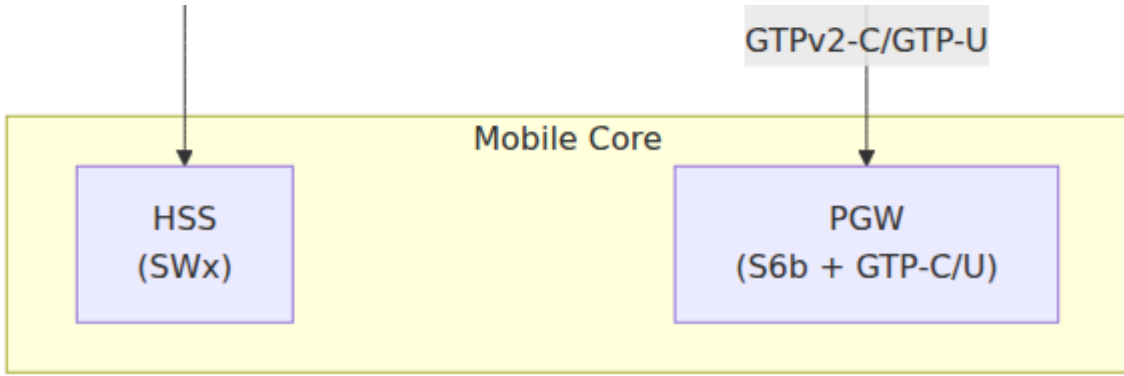 GTPv2-C/GTP-U
Mobile Core
HSS
(SWx)
PGW
(S6b + GTP-C/U)